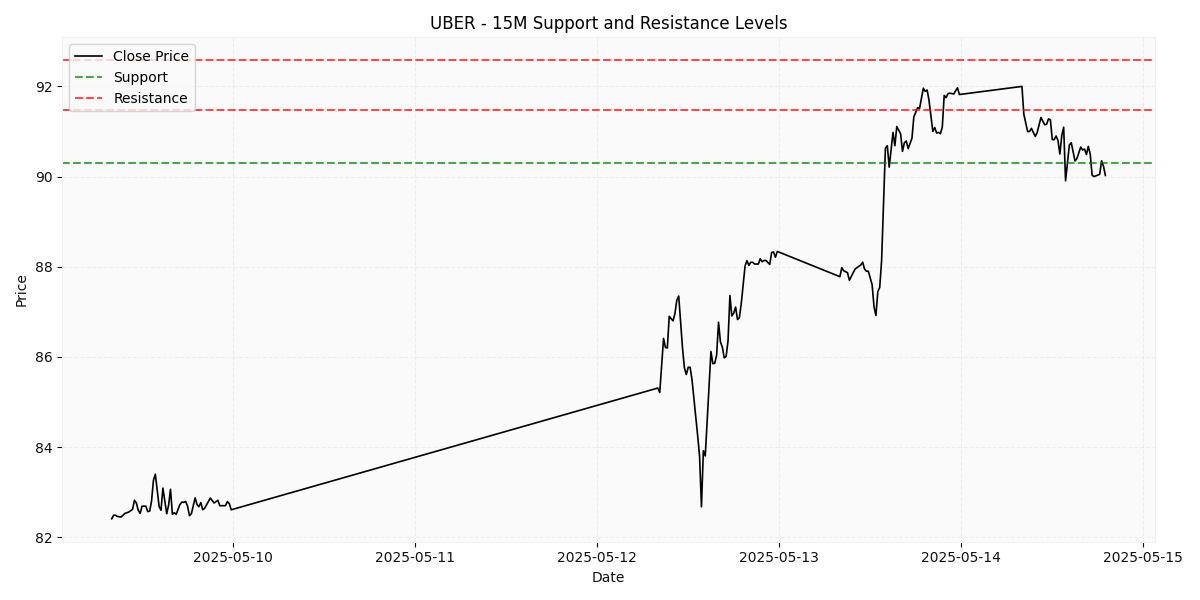 UBER - 15M Support and Resistance Levels
Close Price
Support
Resistance
Price
92
90
88
86
84
82
2025-05-10
2025-05-11
2025-05-12
2025-05-13
2025-05-14
2025-05-15
Date